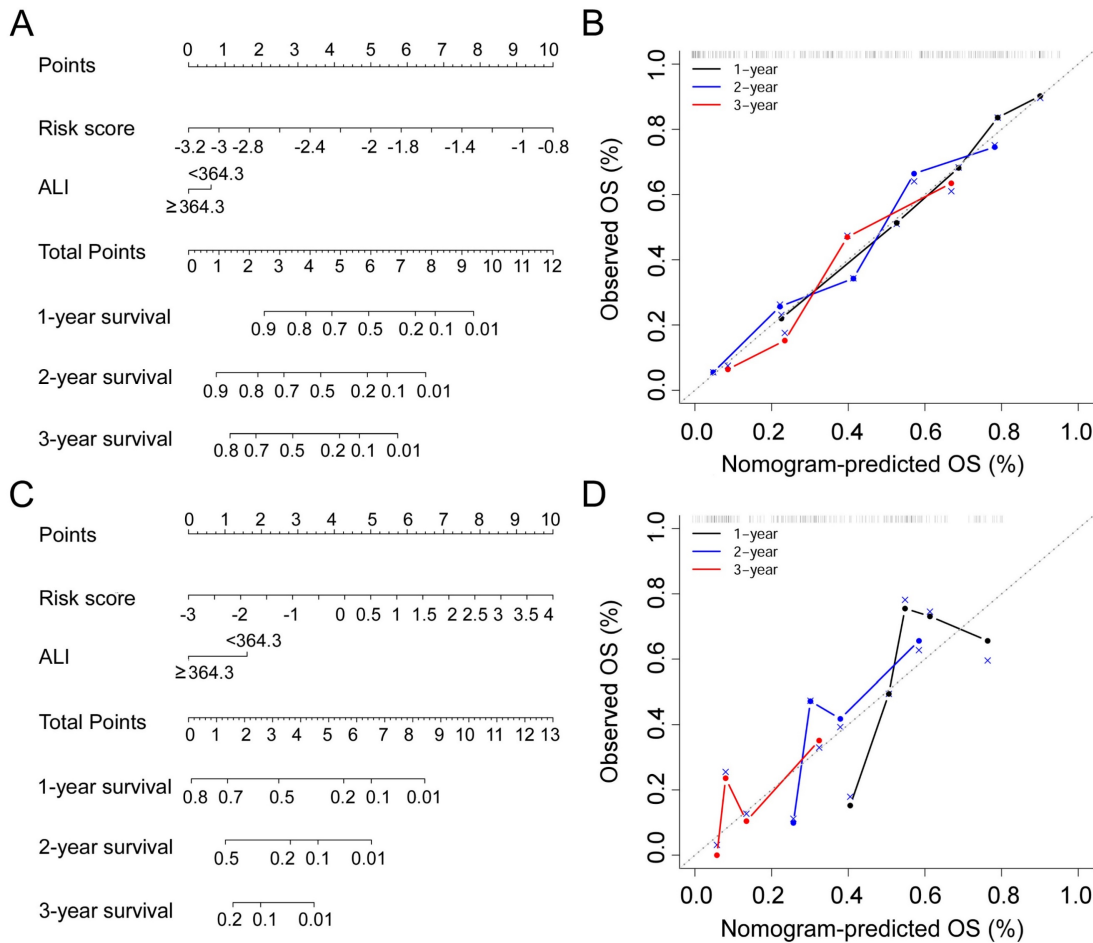 A
Points
0 1 2 3 4 5 6 7 8 9 10
Risk score
-3.2 -3 -2.8 -2.4 -2 -1.8 -1.4 -1 -0.8
ALI
<364.3
≥364.3
Total Points
0 1 2 3 4 5 6 7 8 9 10 11 12
1-year survival
0.9 0.8 0.7 0.5 0.2 0.1 0.01
2-year survival
0.9 0.8 0.7 0.5 0.2 0.1 0.01
3-year survival
0.8 0.7 0.5 0.2 0.1 0.01
B
1-year
2-year
3-year
Observed OS (%)
0.0 0.2 0.4 0.6 0.8 1.0
0.0 0.2 0.4 0.6 0.8 1.0
Nomogram-predicted OS (%)
C
Points
0 1 2 3 4 5 6 7 8 9 10
Risk score
-3 -2 -1 0 0.5 1 1.5 2 2.5 3 3.5 4
ALI
<364.3
≥364.3
Total Points
0 1 2 3 4 5 6 7 8 9 10 11 12 13
1-year survival
0.8 0.7 0.5 0.2 0.1 0.01
2-year survival
0.5 0.2 0.1 0.01
3-year survival
0.2 0.1 0.01
D
1-year
2-year
3-year
Observed OS (%)
0.0 0.2 0.4 0.6 0.8 1.0
0.0 0.2 0.4 0.6 0.8 1.0
Nomogram-predicted OS (%)